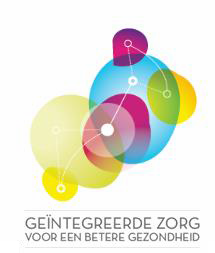 GEÏNTEGREERDE ZORG
VOOR EEN BETERE GEZONDHEID